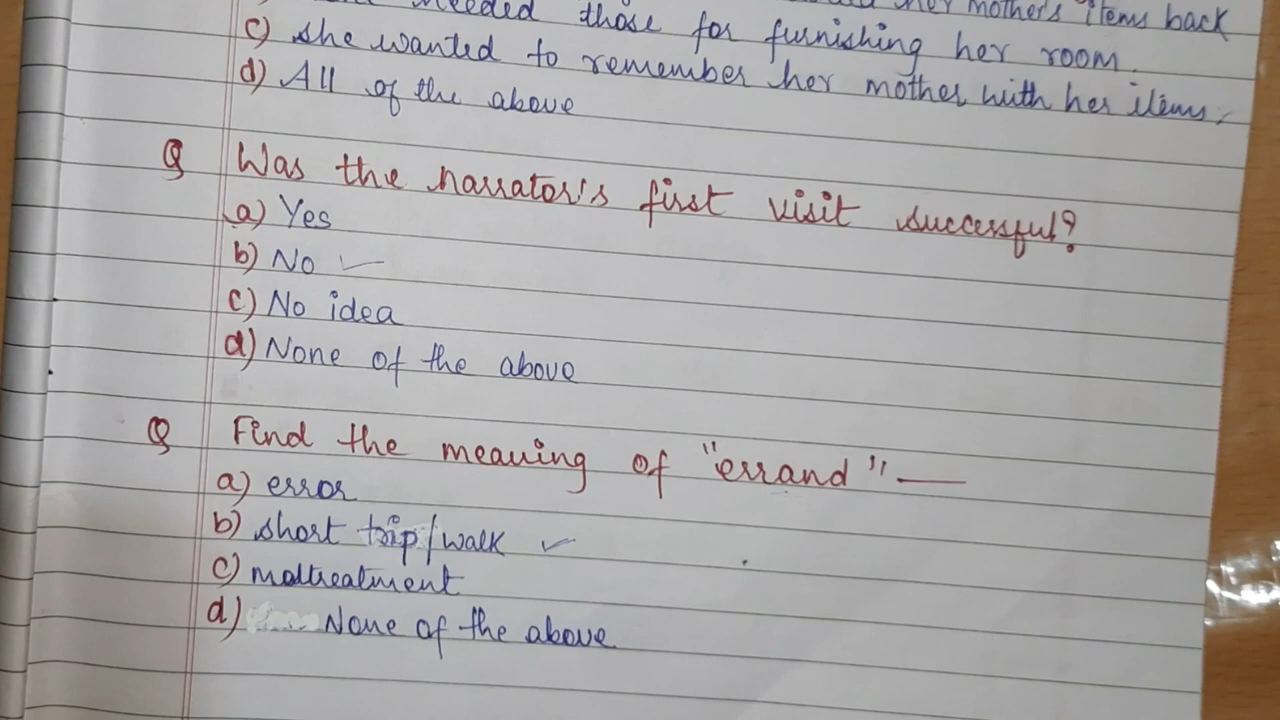 needed those for furnishing her room.
her mother's items back
c) she wanted to remember her mother with her items.
d) All of the above
Q Was the narrator's first visit successful?
a) Yes
b) No ✓
c) No idea
d) None of the above
Q Find the meaning of "errand" —
a) error
b) short trip/walk ✓
c) maltreatment
d) None of the above